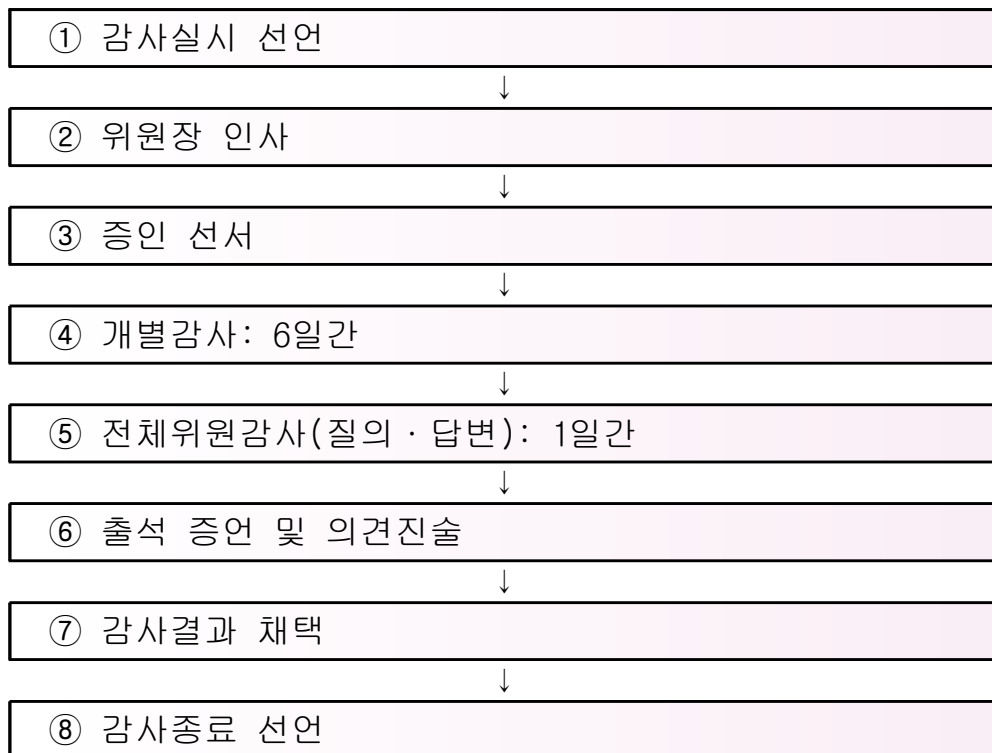 ① 감사실시 선언
↓
② 위원장 인사
↓
③ 증인 선서
↓
④ 개별감사: 6일간
↓
⑤ 전체위원감사(질의 · 답변): 1일간
↓
⑥ 출석 증언 및 의견진술
↓
⑦ 감사결과 채택
↓
⑧ 감사종료 선언